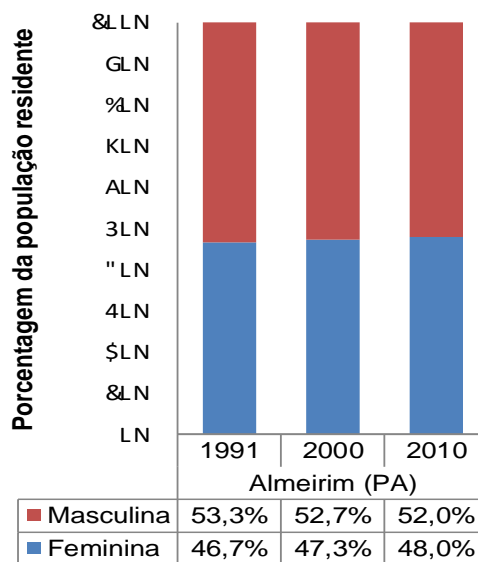 Porcentagem da população residente
&LLN
GLN
%LN
KLN
ALN
3LN
"LN
4LN
$LN
&LN
LN
1991 2000 2010
Almeirim (PA)
Masculina 53,3% 52,7% 52,0%
Feminina 46,7% 47,3% 48,0%